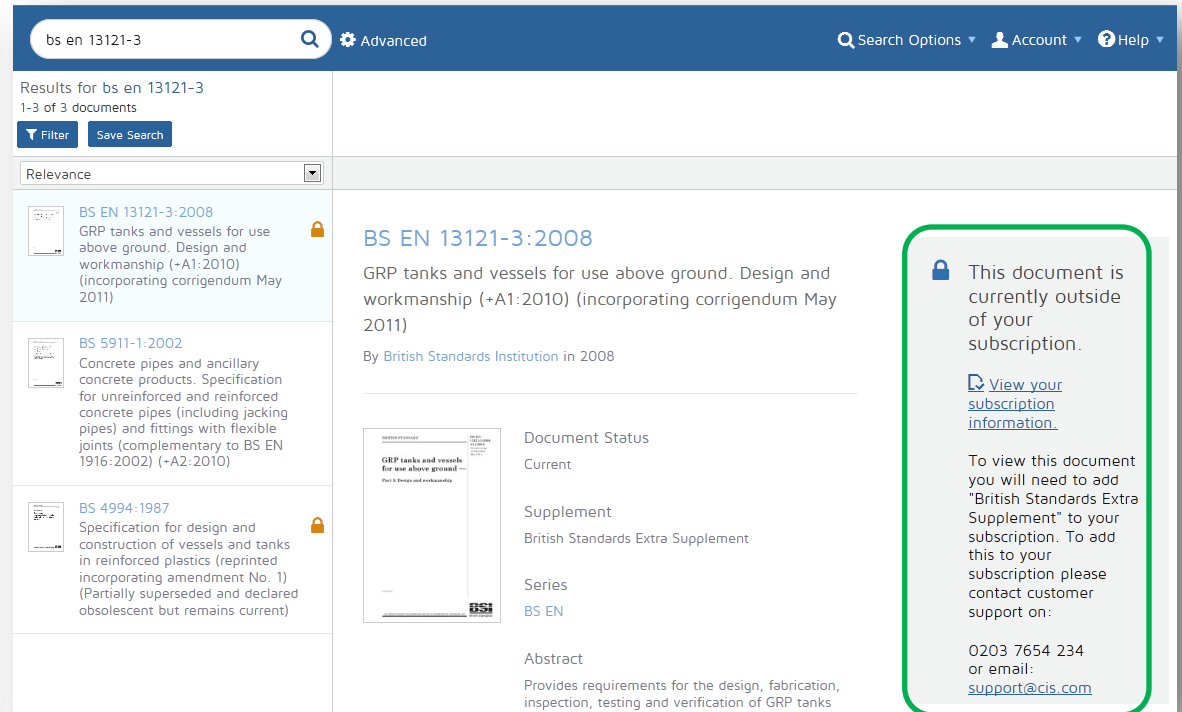 bs en 13121-3
Advanced
Search Options
Account
Help
Results for bs en 13121-3
1-3 of 3 documents
Filter
Save Search
Relevance
BS EN 13121-3:2008
GRP tanks and vessels for use
above ground. Design and
workmanship (+A1:2010)
(incorporating corrigendum May
2011)
BS 5911-1:2002
Concrete pipes and ancillary
concrete products. Specification
for unreinforced and reinforced
concrete pipes (including jacking
pipes) and fittings with flexible
joints (complementary to BS EN
1916:2002) (+A2:2010)
BS 4994:1987
Specification for design and
construction of vessels and tanks
in reinforced plastics (reprinted
incorporating amendment No. 1)
(Partially superseded and declared
obsolescent but remains current)
BS EN 13121-3:2008
GRP tanks and vessels for use above ground. Design and
workmanship (+A1:2010) (incorporating corrigendum May
2011)
By British Standards Institution in 2008
BRITISH STANDARD
GRP tanks and vessels
for use above ground —
Part 3: Design and workmanship
BSi
Document Status
Current
Supplement
British Standards Extra Supplement
Series
BS EN
Abstract
Provides requirements for the design, fabrication,
inspection, testing and verification of GRP tanks
This document is
currently outside
of your
subscription.
View your
subscription
information.
To view this document
you will need to add
"British Standards Extra
Supplement" to your
subscription. To add
this to your
subscription please
contact customer
support on:
0203 7654 234
or email:
support@cis.com